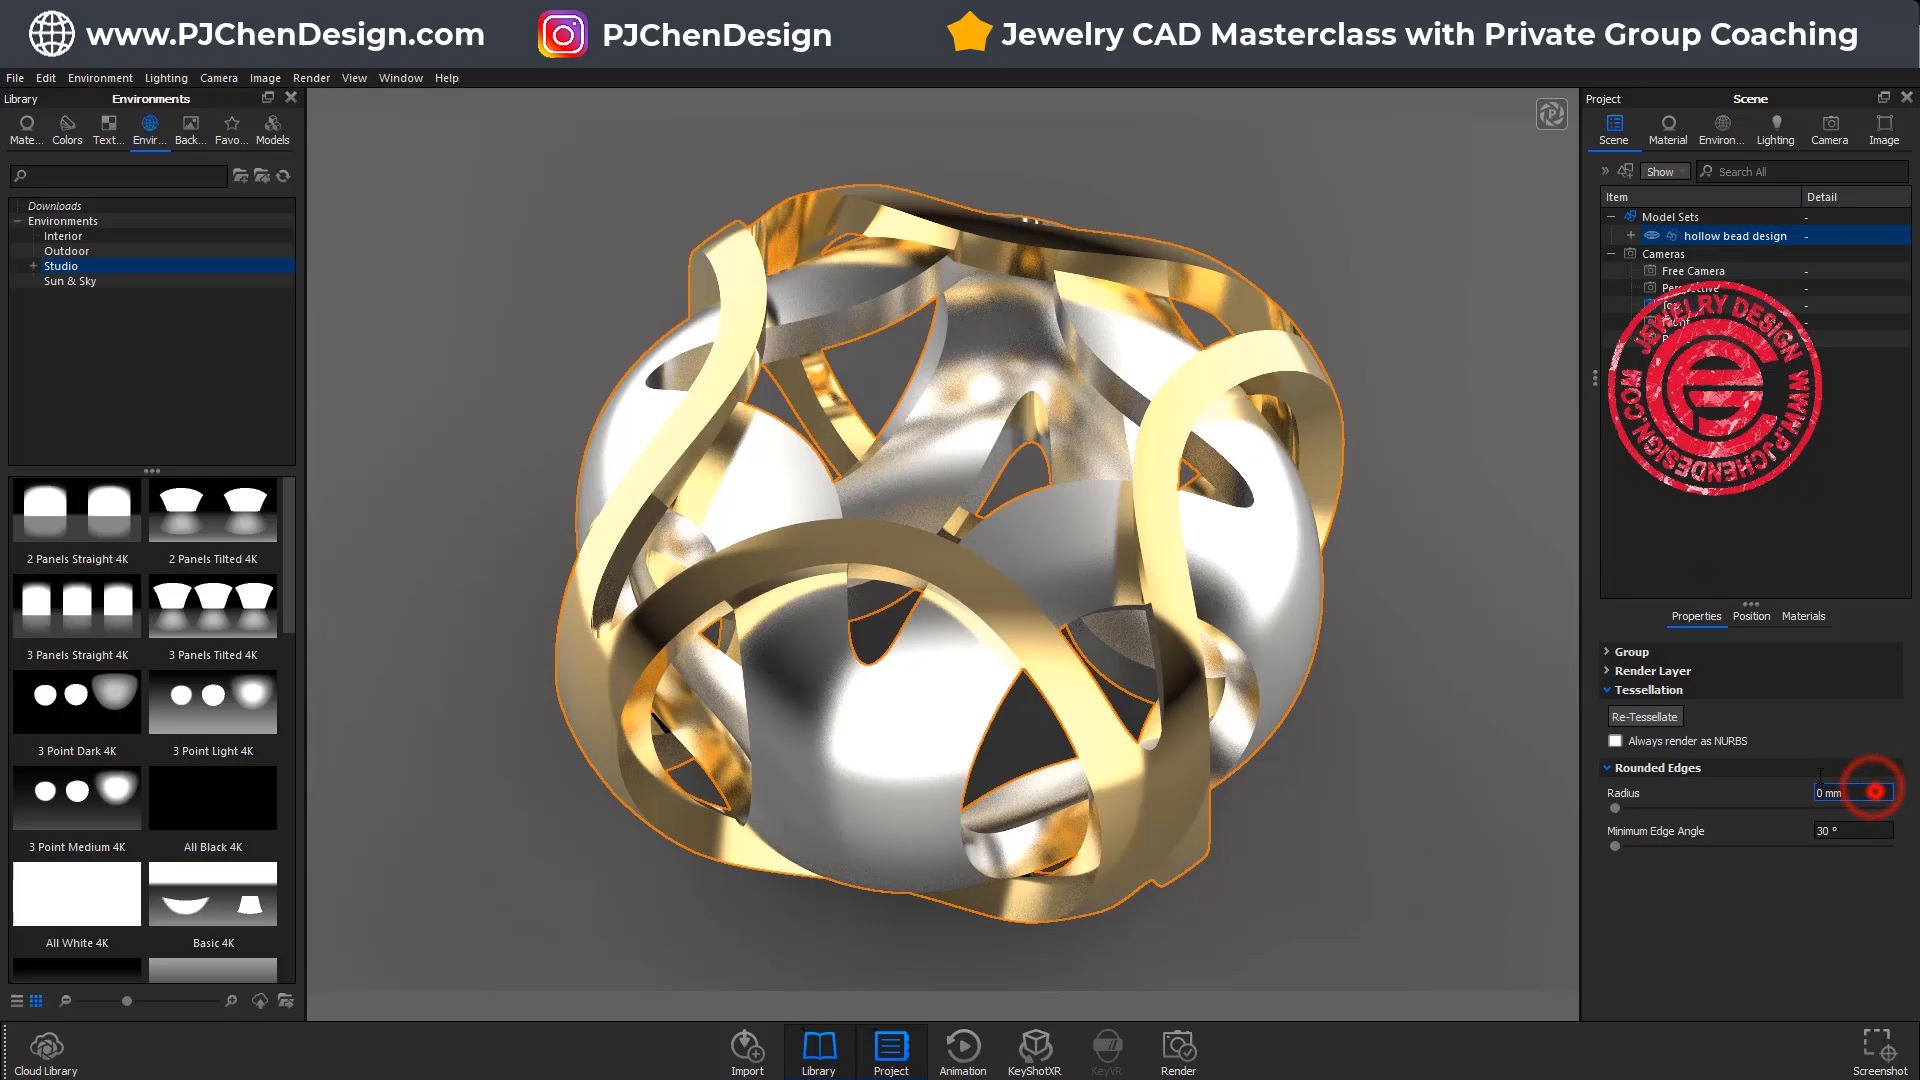 www.PJChenDesign.com
PJChenDesign
Jewelry CAD Masterclass with Private Group Coaching
File Edit Environment Lighting Camera Image Render View Window Help
Library Environments
Mate... Colors Text... Envir... Back... Favo... Models
Downloads
Environments
Interior
Outdoor
Studio
Sun & Sky
2 Panels Straight 4K
2 Panels Tilted 4K
3 Panels Straight 4K
3 Panels Tilted 4K
3 Point Dark 4K
3 Point Light 4K
3 Point Medium 4K
All Black 4K
All White 4K
Basic 4K
Project Scene
Scene Material Environ... Lighting Camera Image
Show Search All
Item Detail
Model Sets -
hollow bead design -
Cameras -
Free Camera -
JEWELRY DESIGN WWW.PJCHENDESIGN.COM
Properties Position Materials
Group
Render Layer
Tessellation
Re-Tessellate
Always render as NURBS
Rounded Edges
Radius 0 mm
Minimum Edge Angle 30 °
Cloud Library
Import
Library
Project
Animation
KeyShotXR
KeyVR
Render
Screenshot